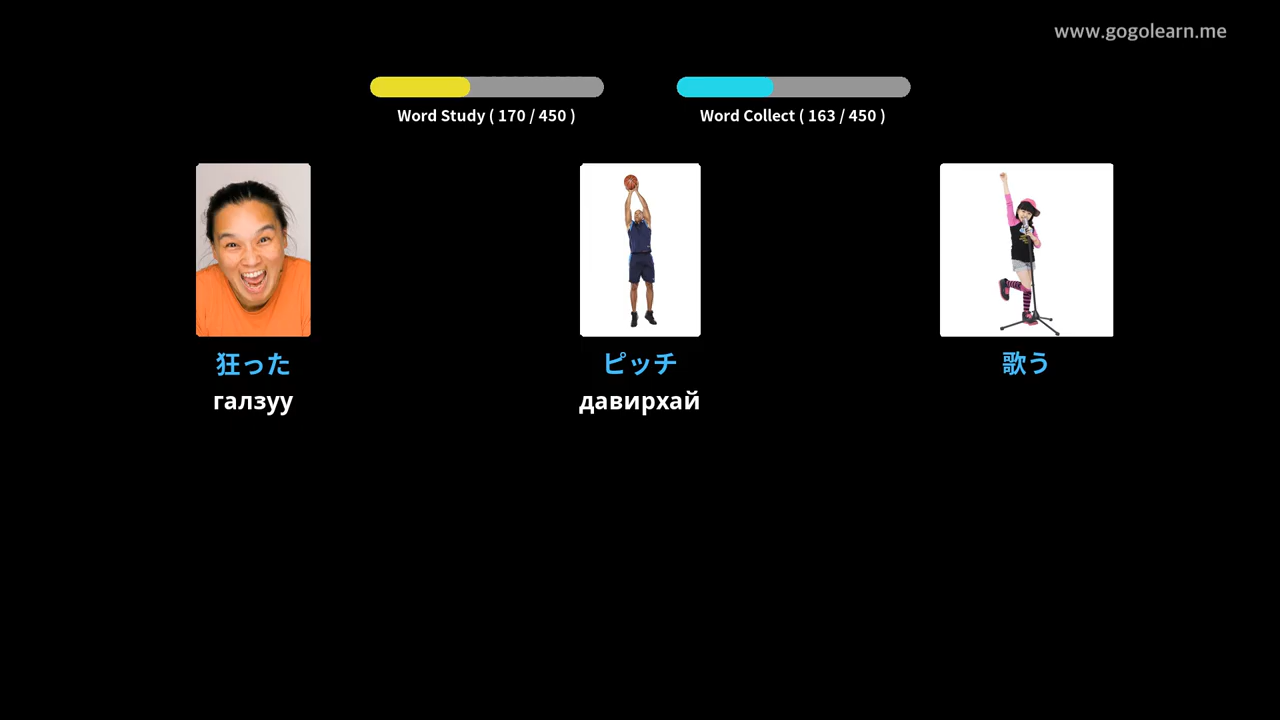 www.gogolearn.me
Word Study ( 170 / 450 )
Word Collect ( 163 / 450 )
狂った
ピッチ
歌う
галзуу
давирхай